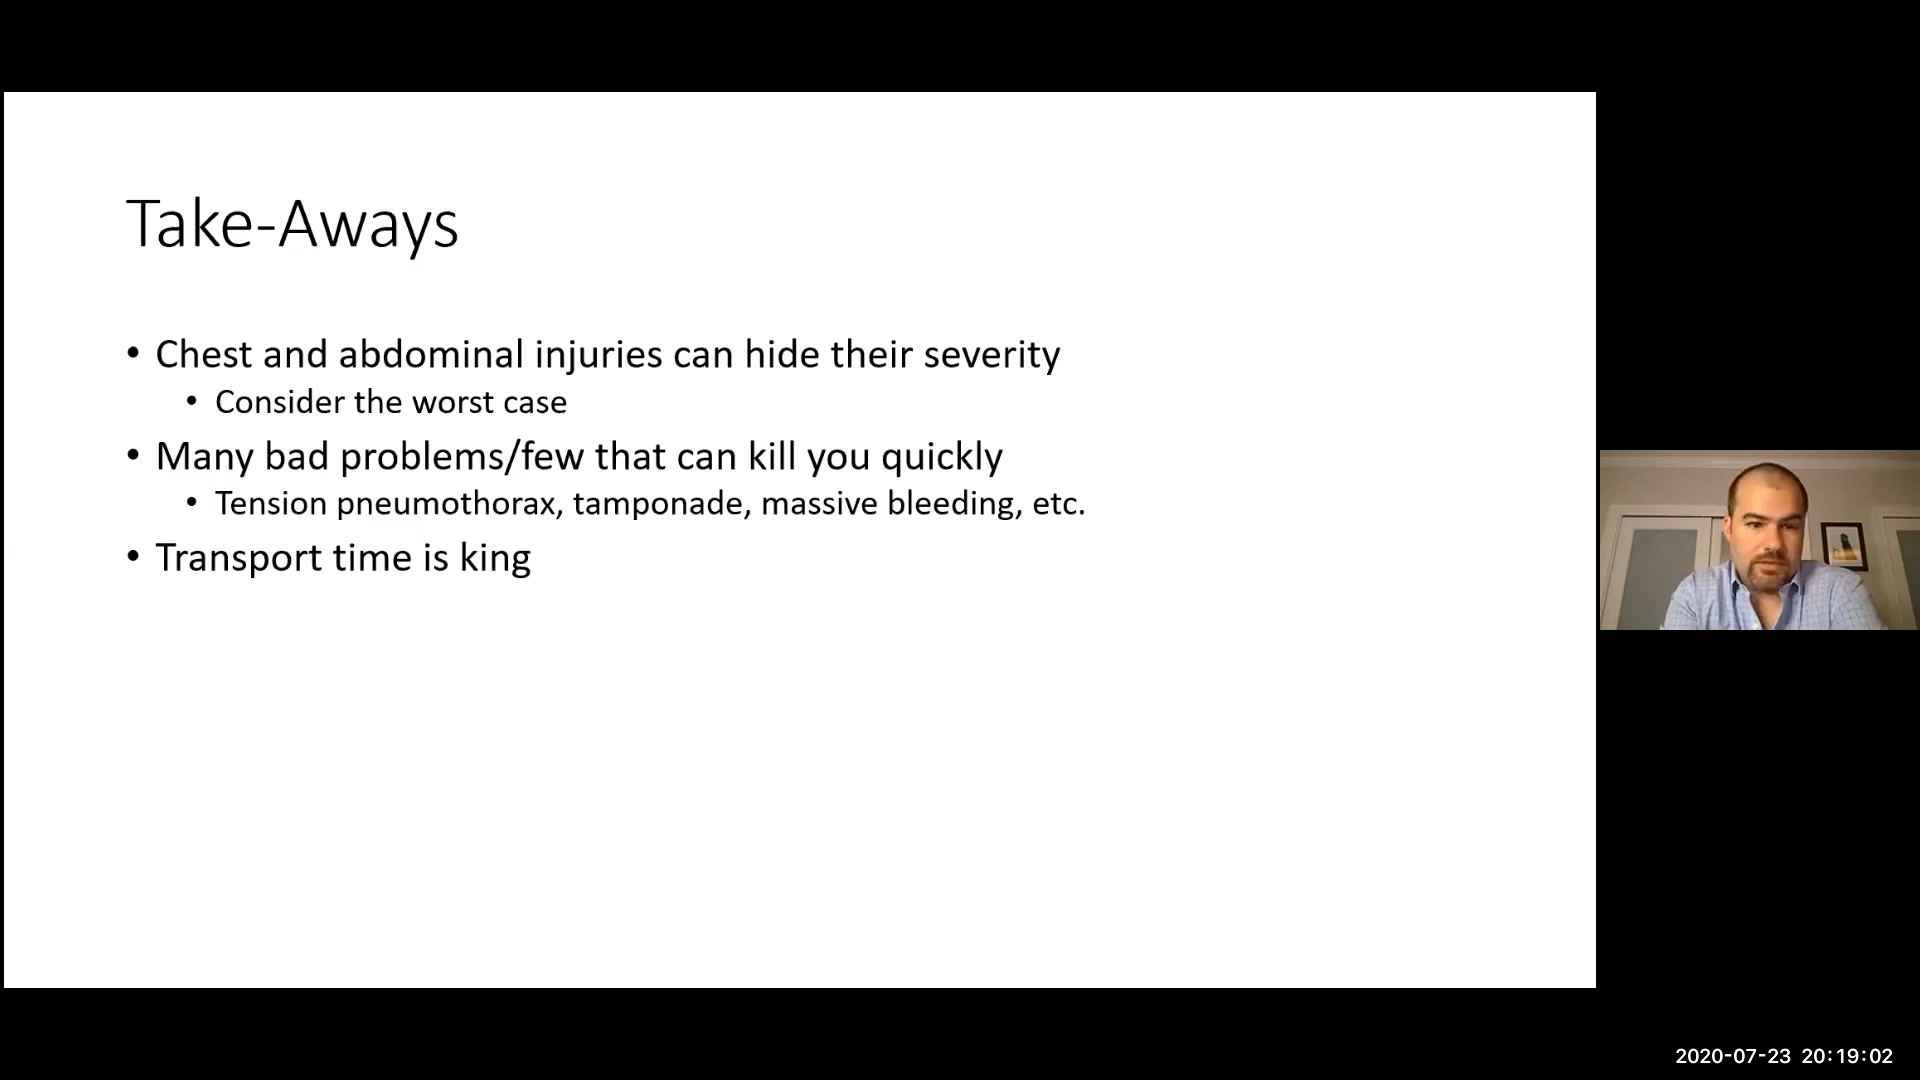 Take-Aways
• Chest and abdominal injuries can hide their severity
• Consider the worst case
• Many bad problems/few that can kill you quickly
• Tension pneumothorax, tamponade, massive bleeding, etc.
• Transport time is king
2020-07-23 20:19:02